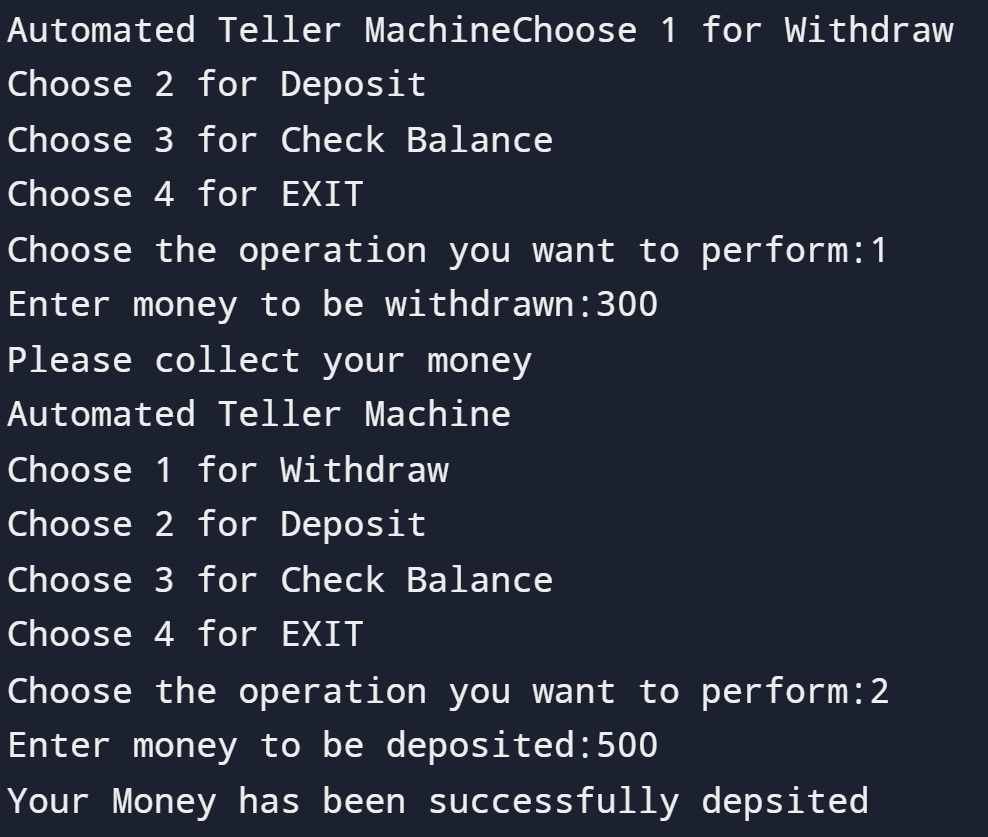 Automated Teller MachineChoose 1 for Withdraw
Choose 2 for Deposit
Choose 3 for Check Balance
Choose 4 for EXIT
Choose the operation you want to perform:1
Enter money to be withdrawn:300
Please collect your money
Automated Teller Machine
Choose 1 for Withdraw
Choose 2 for Deposit
Choose 3 for Check Balance
Choose 4 for EXIT
Choose the operation you want to perform:2
Enter money to be deposited:500
Your Money has been successfully depsited